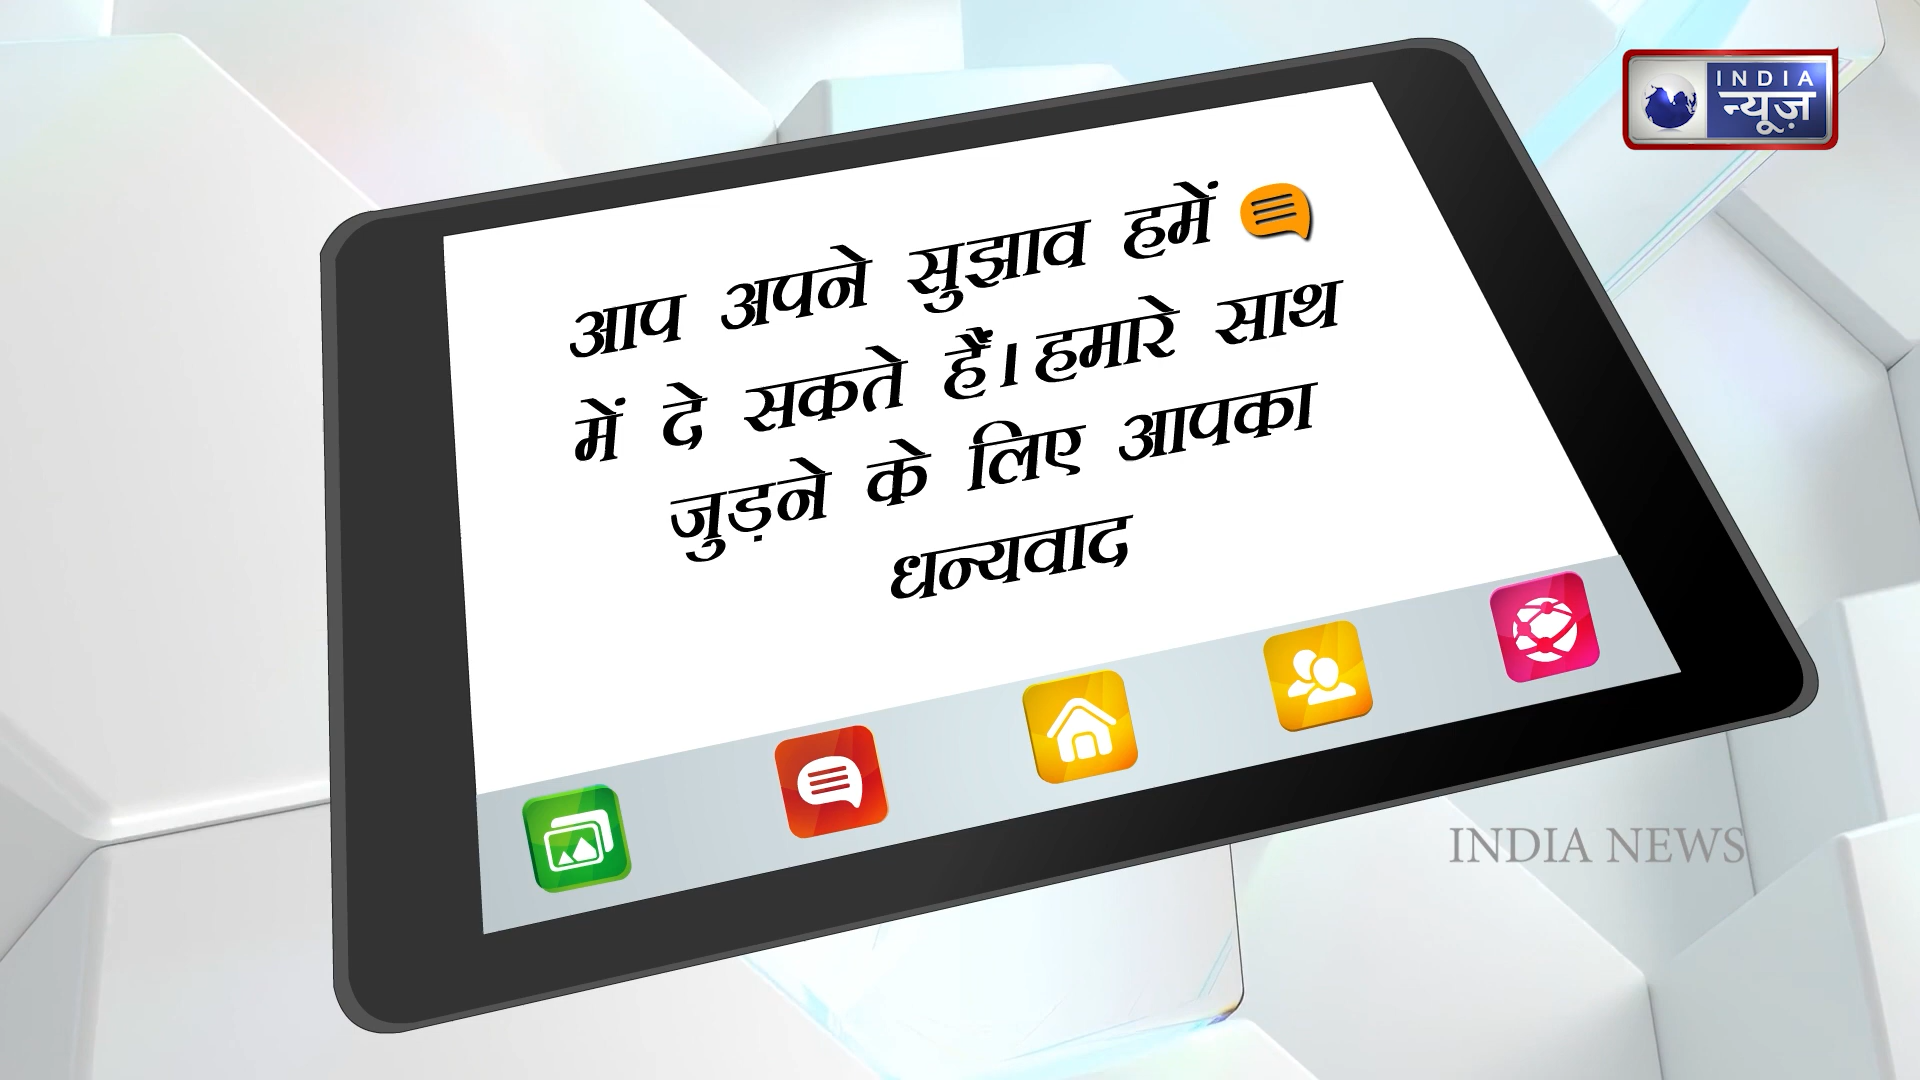 INDIA
न्यूज़
आप अपने सुझाव हमें
में दे सकते हैं। हमारे साथ
जुड़ने के लिए आपका
धन्यवाद
INDIA NEWS